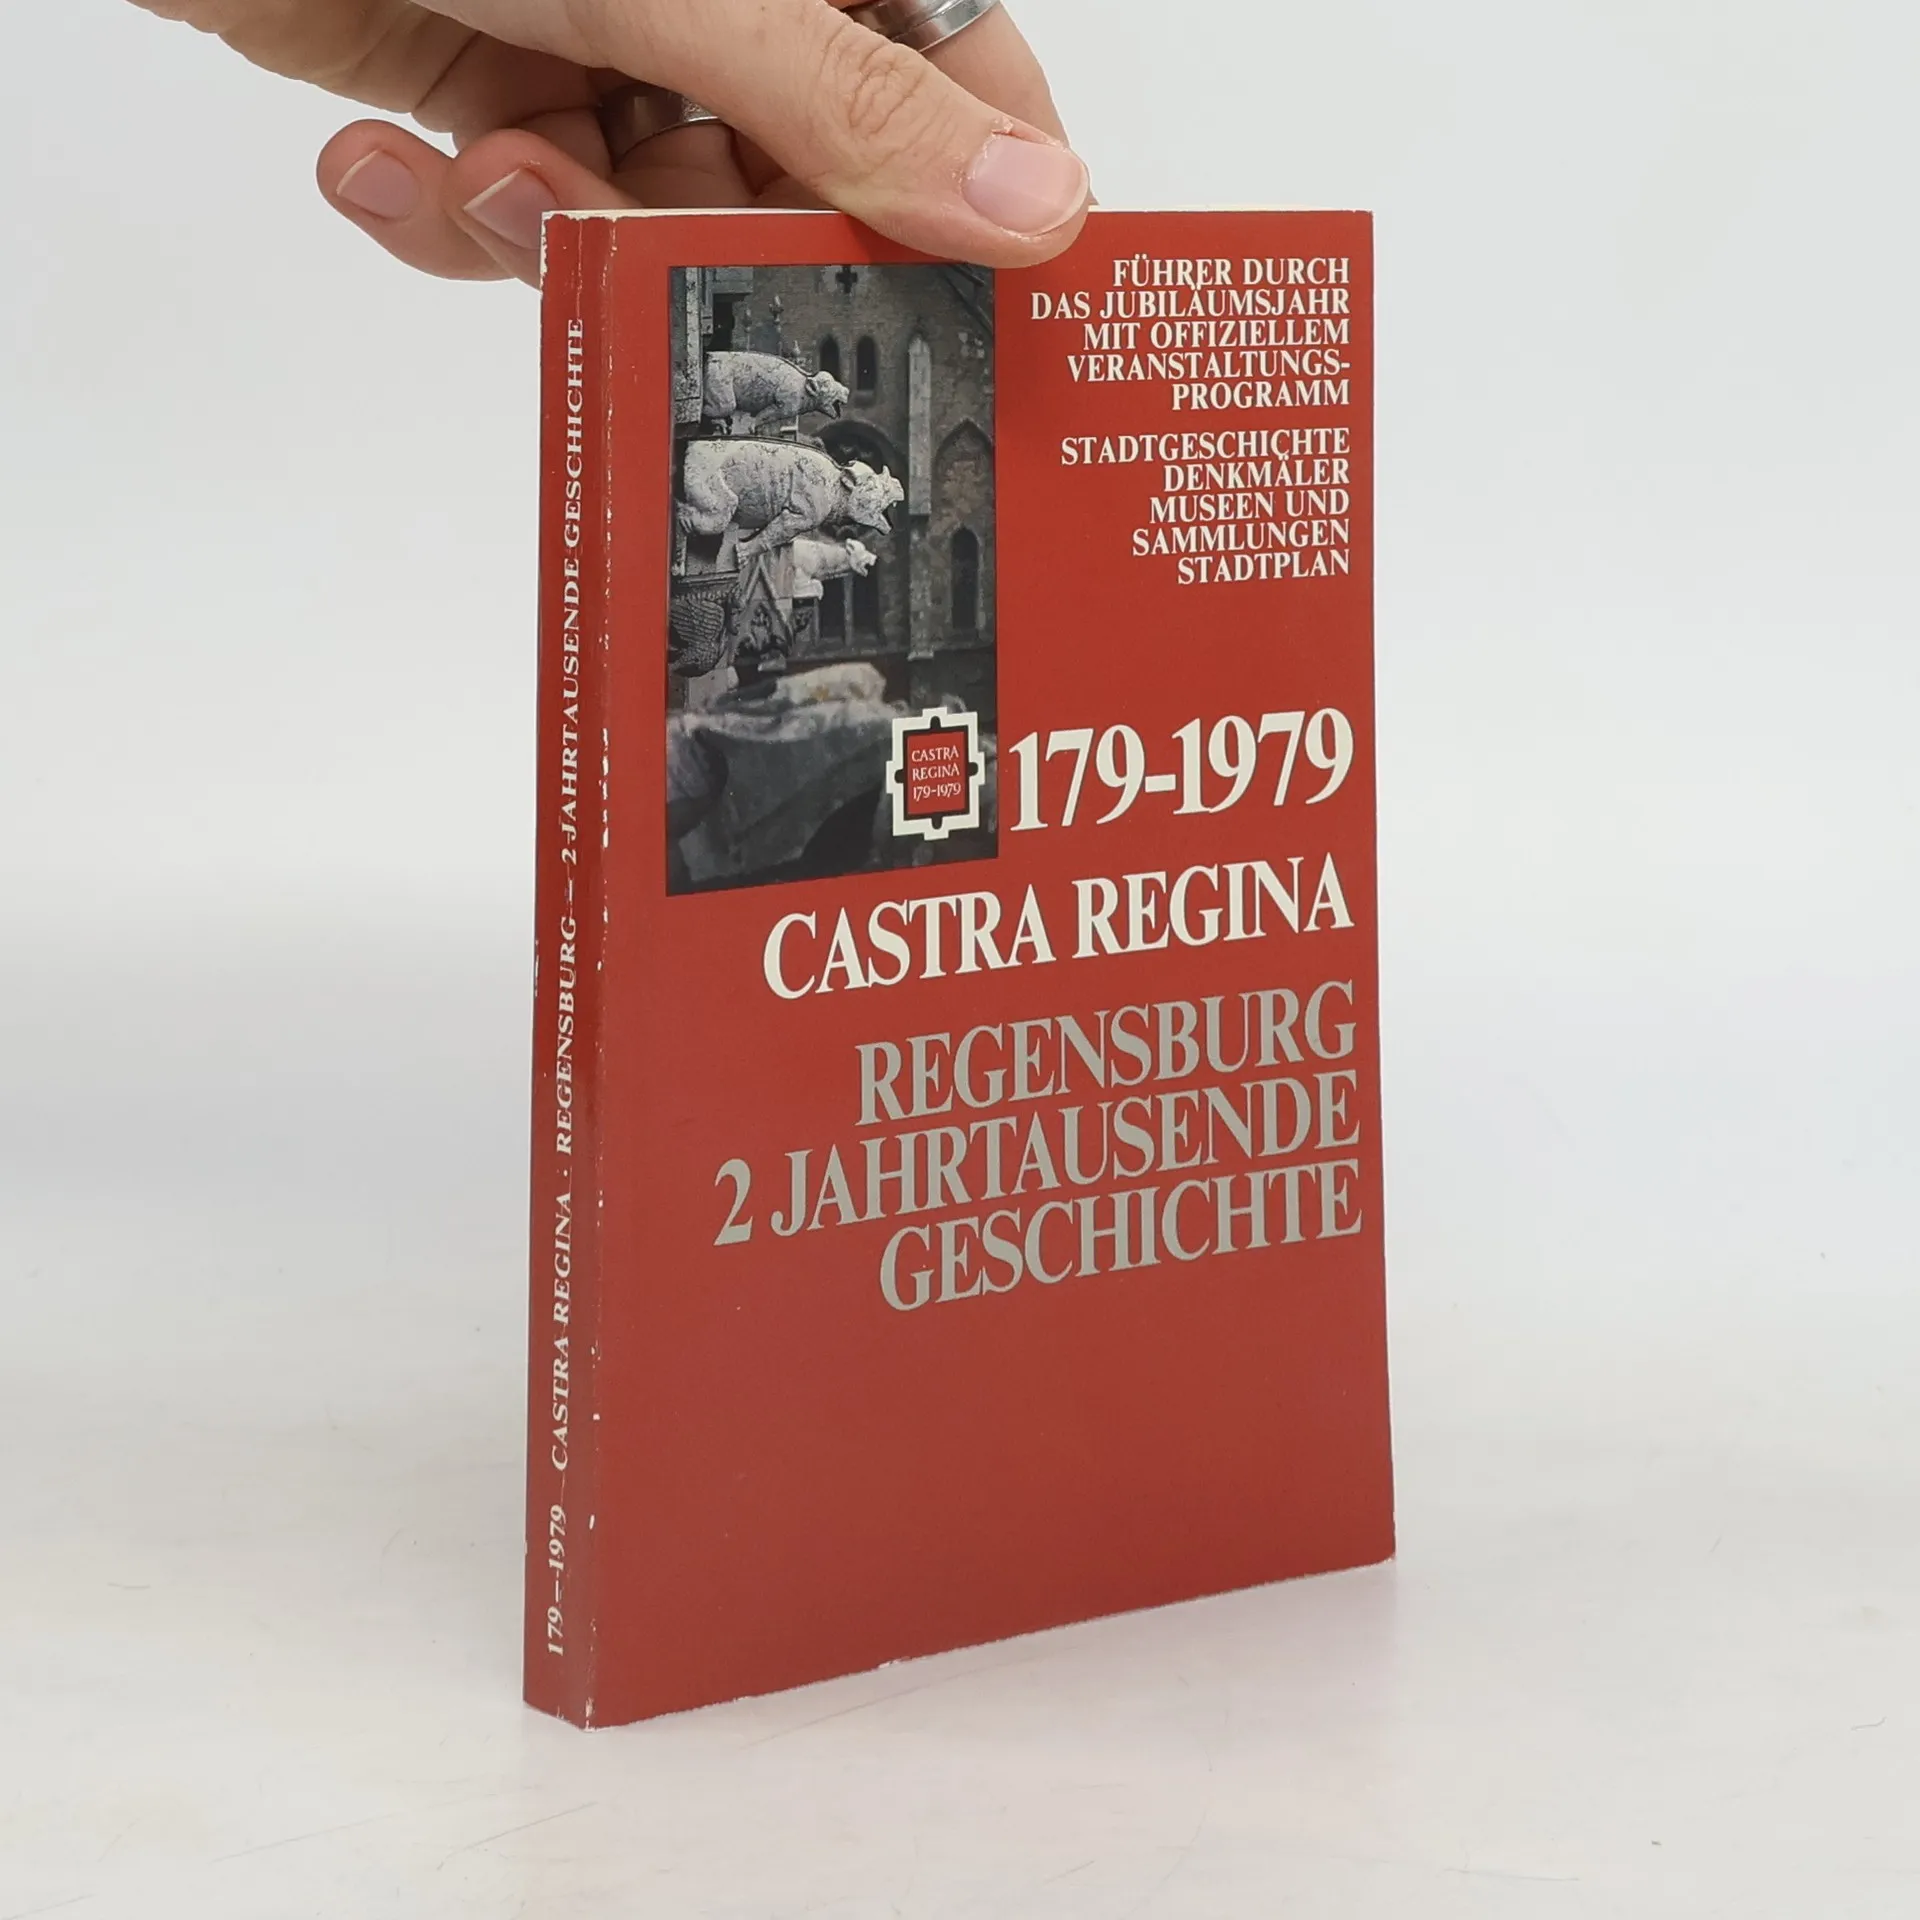 FÜHRER DURCH
DAS JUBILÄUMSJAHR
MIT OFFIZIELLEM
VERANSTALTUNGS-
PROGRAMM
STADTGESCHICHTE
DENKMÄLER
MUSEEN UND
SAMMLUNGEN
STADTPLAN
CASTRA
REGINA
179-1979
179-1979
CASTRA REGINA
REGENSBURG
2 JAHRTAUSENDE
GESCHICHTE
179–1979 CASTRA REGINA · REGENSBURG – 2 JAHRTAUSENDE GESCHICHTE